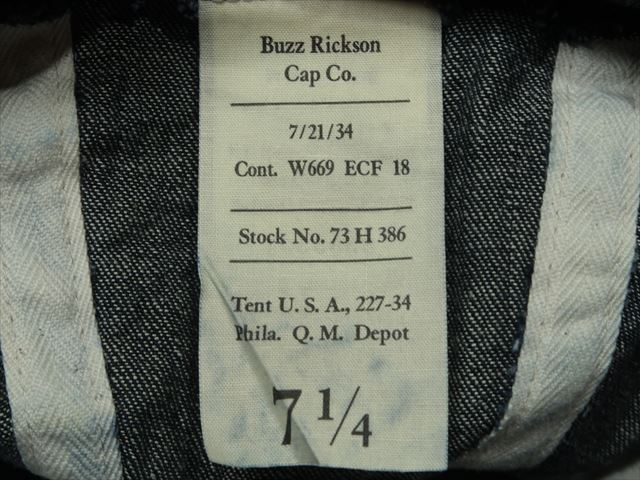 Buzz Rickson
Cap Co.
7/21/34
Cont. W669 ECF 18
Stock No. 73 H 386
Tent U. S. A., 227-34
Phila. Q. M. Depot
7 1/4